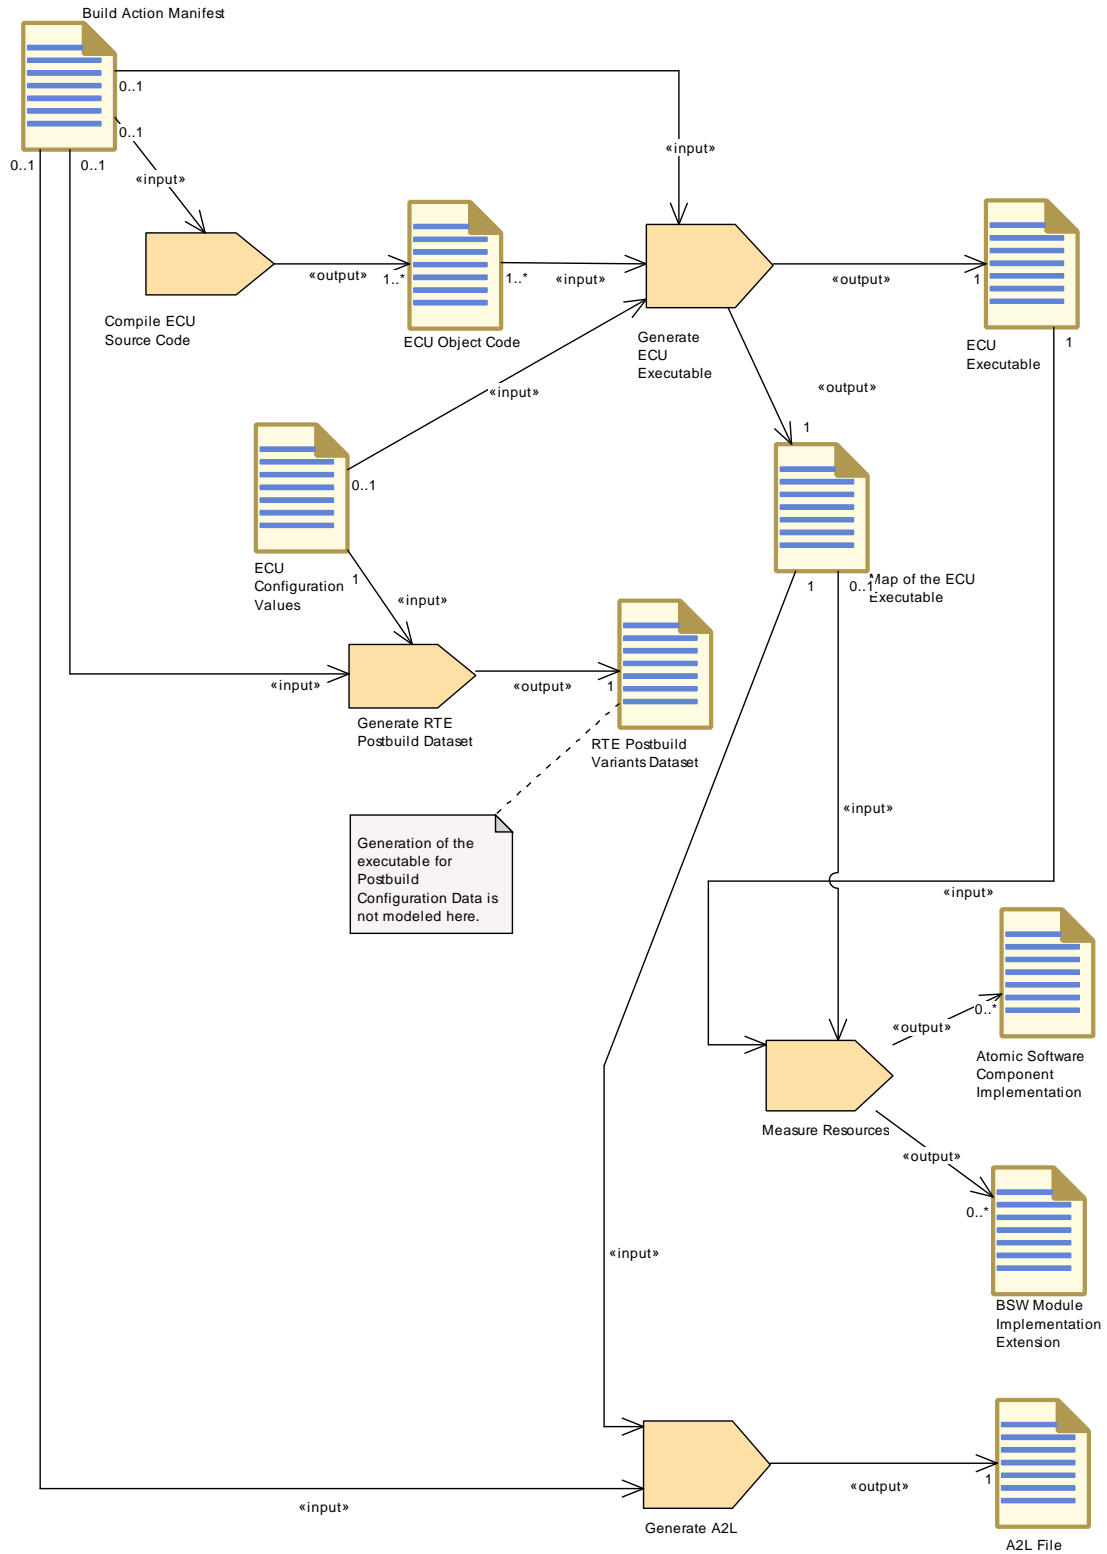 Build Action Manifest
0..1
0..1
0..1
0..1
«input»
«input»
«output»
1..*
1..*
«input»
«output»
1
Compile ECU
Source Code
ECU Object Code
Generate
ECU
Executable
ECU
Executable
1
«input»
«output»
1
0..1
ECU
Configuration
Values
1
«input»
Map of the ECU
Executable
1
0..1
«input»
«output»
1
Generate RTE
Postbuild Dataset
RTE Postbuild
Variants Dataset
«input»
Generation of the
executable for
Postbuild
Configuration Data is
not modeled here.
«input»
«output»
0..*
Atomic Software
Component
Implementation
Measure Resources
«output»
0..*
«input»
BSW Module
Implementation
Extension
«input»
«output»
1
Generate A2L
A2L File